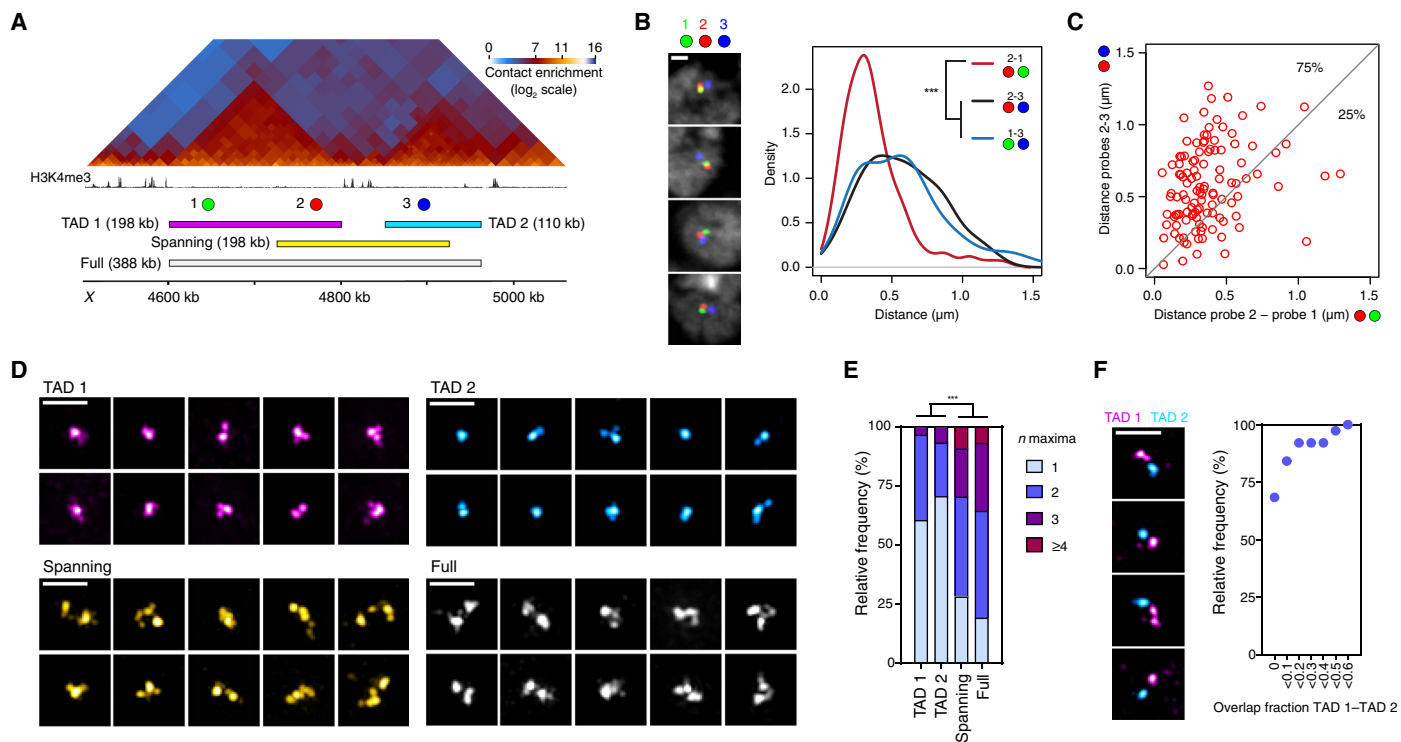 A
0 7 11 16
Contact enrichment
(log2 scale)
H3K4me3
1 2 3
TAD 1 (198 kb)
TAD 2 (110 kb)
Spanning (198 kb)
Full (388 kb)
X 4600 kb 4800 kb 5000 kb
B
1 2 3
Density
2.0
1.5
1.0
0.5
0.0
0.0 0.5 1.0 1.5
Distance (µm)
***
2-1
2-3
1-3
C
Distance probes 2-3 (µm)
1.5
1.0
0.5
0.0
75%
25%
0.0 0.5 1.0 1.5
Distance probe 2 – probe 1 (µm)
D
TAD 1
TAD 2
Spanning
Full
E
***
Relative frequency (%)
100
75
50
25
0
TAD 1
TAD 2
Spanning
Full
n maxima
1
2
3
≥4
F
TAD 1 TAD 2
Relative frequency (%)
100
75
50
25
0
0
<0.1
<0.2
<0.3
<0.4
<0.5
<0.6
Overlap fraction TAD 1–TAD 2